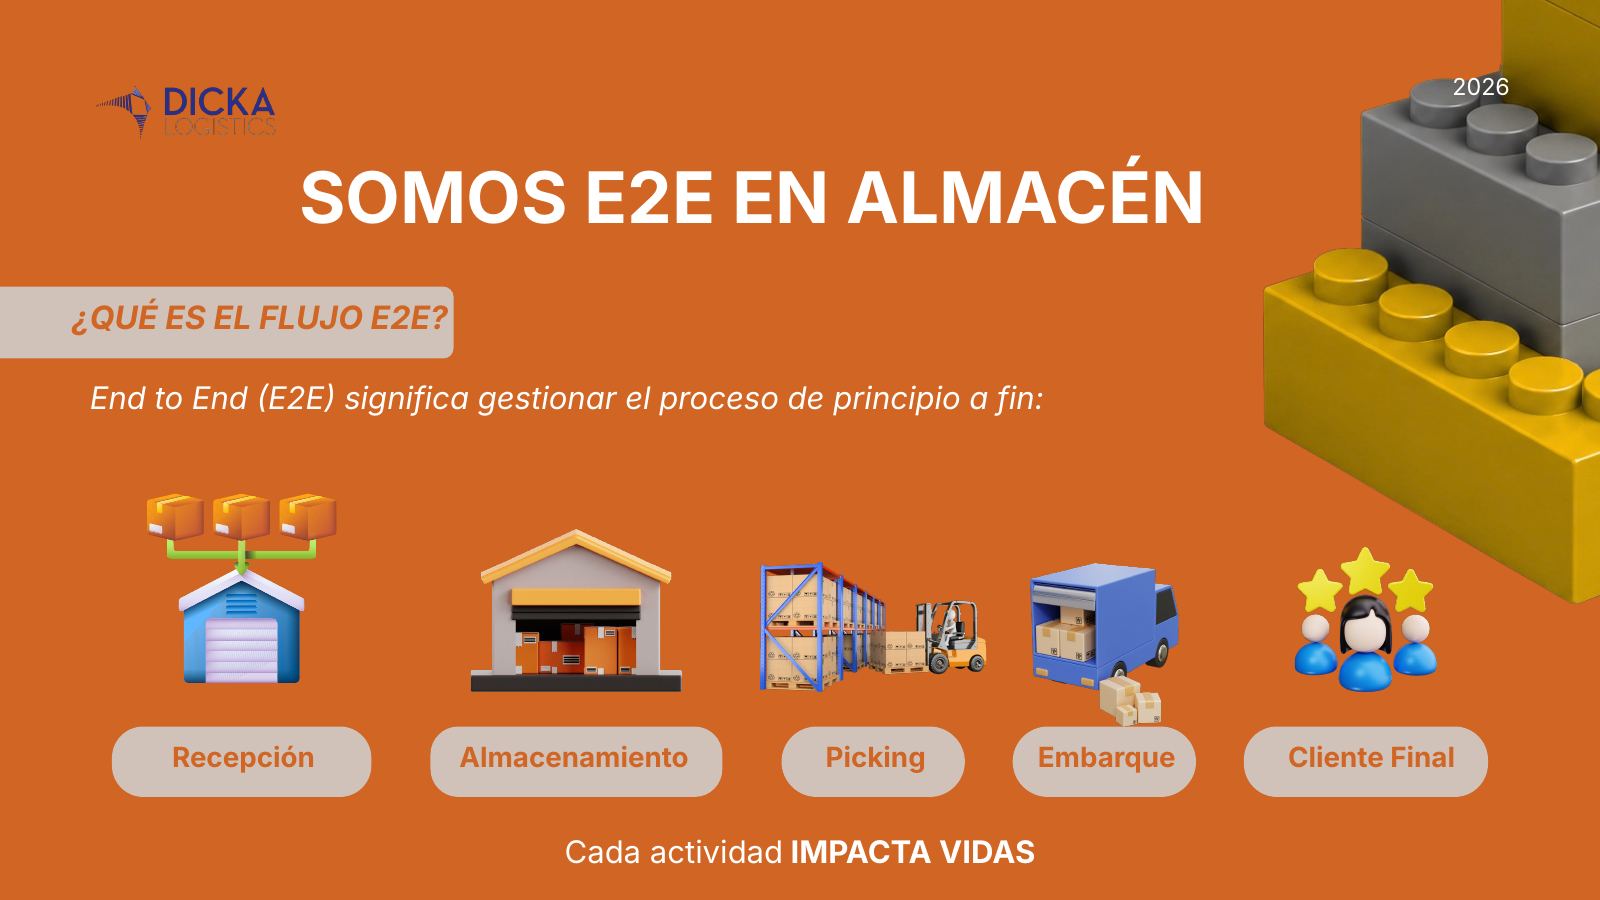 DICKA
LOGISTICS
2026
SOMOS E2E EN ALMACÉN
¿QUÉ ES EL FLUJO E2E?
End to End (E2E) significa gestionar el proceso de principio a fin:
Recepción
Almacenamiento
Picking
Embarque
Cliente Final
Cada actividad IMPACTA VIDAS